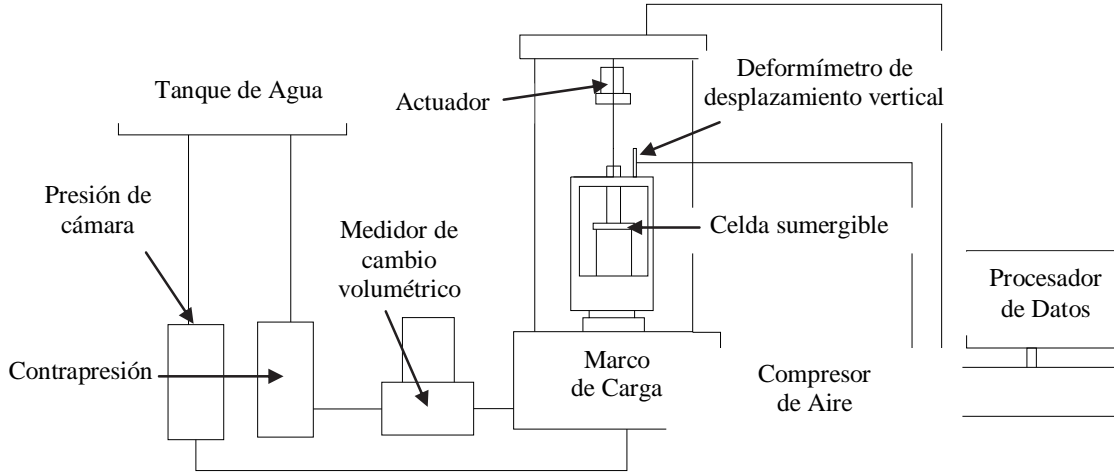 Tanque de Agua
Actuador
Deformímetro de
desplazamiento vertical
Presión de
cámara
Medidor de
cambio
volumétrico
Celda sumergible
Procesador
de Datos
Contrapresión
Marco
de Carga
Compresor
de Aire